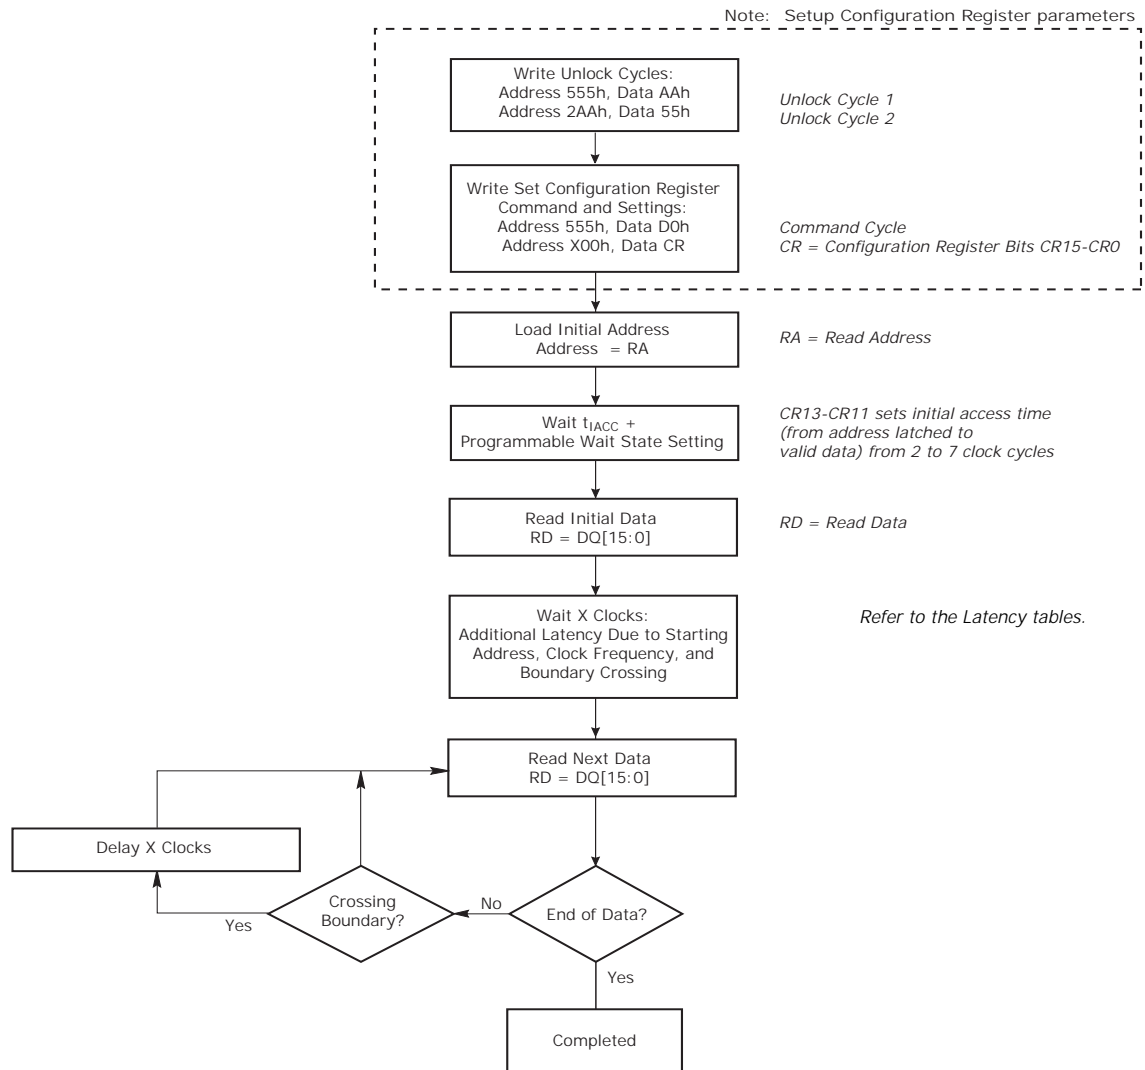 Note: Setup Configuration Register parameters
Write Unlock Cycles:
Address 555h, Data AAh
Address 2AAh, Data 55h
Unlock Cycle 1
Unlock Cycle 2
Write Set Configuration Register
Command and Settings:
Address 555h, Data D0h
Address X00h, Data CR
Command Cycle
CR = Configuration Register Bits CR15-CR0
Load Initial Address
Address = RA
RA = Read Address
Wait tIACC +
Programmable Wait State Setting
CR13-CR11 sets initial access time
(from address latched to
valid data) from 2 to 7 clock cycles
Read Initial Data
RD = DQ[15:0]
RD = Read Data
Wait X Clocks:
Additional Latency Due to Starting
Address, Clock Frequency, and
Boundary Crossing
Refer to the Latency tables.
Read Next Data
RD = DQ[15:0]
Delay X Clocks
Crossing
Boundary?
Yes
No
End of Data?
Yes
Completed